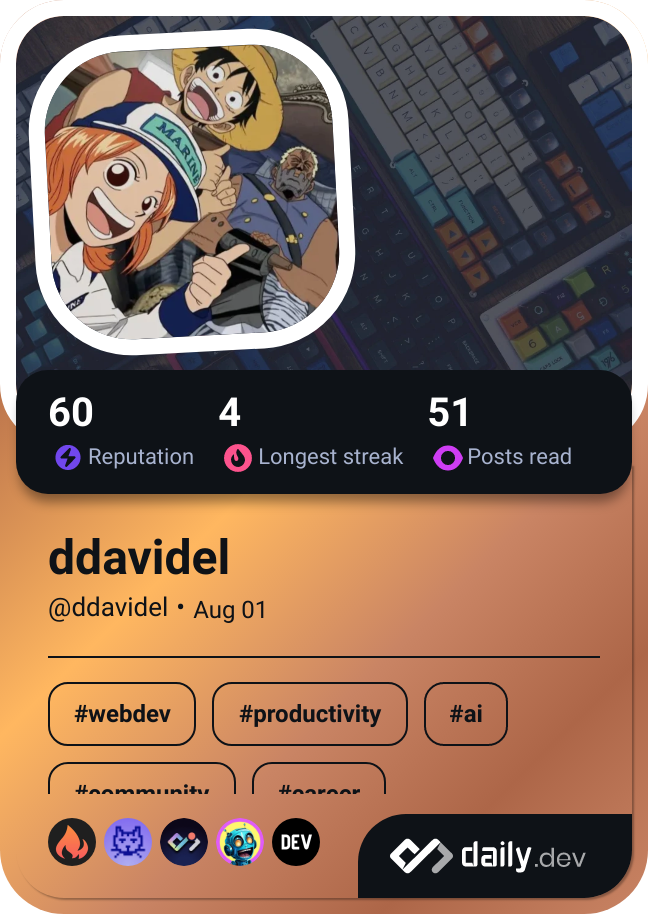 MARINE
60
4
51
Reputation
Longest streak
Posts read
ddavidel
@ddavidel • Aug 01
#webdev
#productivity
#ai
#community
#career
DEV
daily.dev